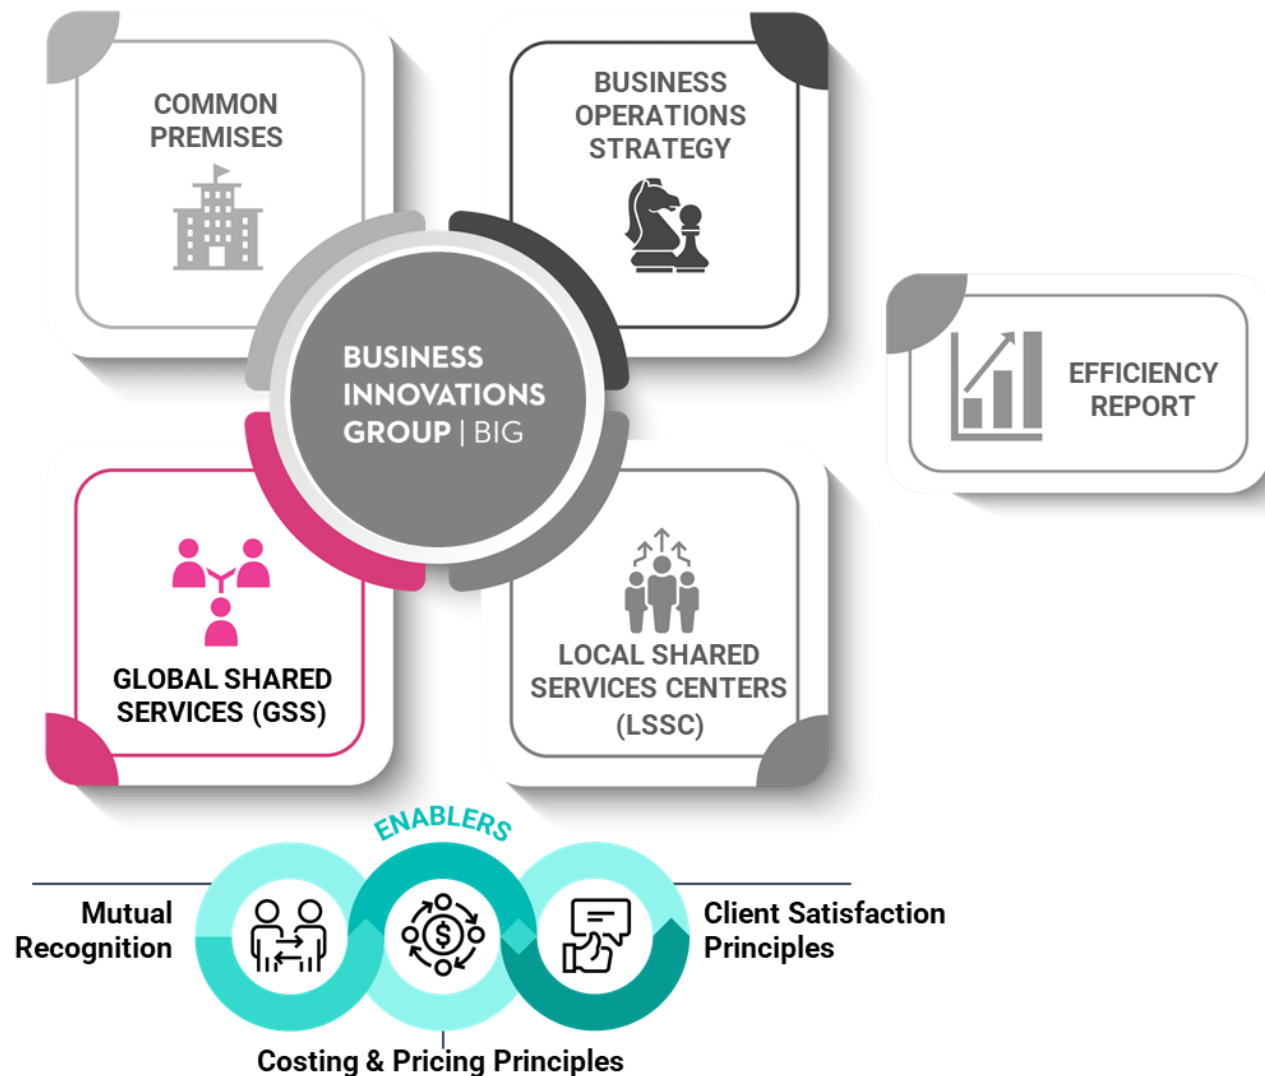 COMMON
PREMISES
BUSINESS
OPERATIONS
STRATEGY
BUSINESS
INNOVATIONS
GROUP | BIG
EFFICIENCY
REPORT
GLOBAL SHARED
SERVICES (GSS)
LOCAL SHARED
SERVICES CENTERS
(LSSC)
ENABLERS
Mutual
Recognition
$
Client Satisfaction
Principles
Costing & Pricing Principles